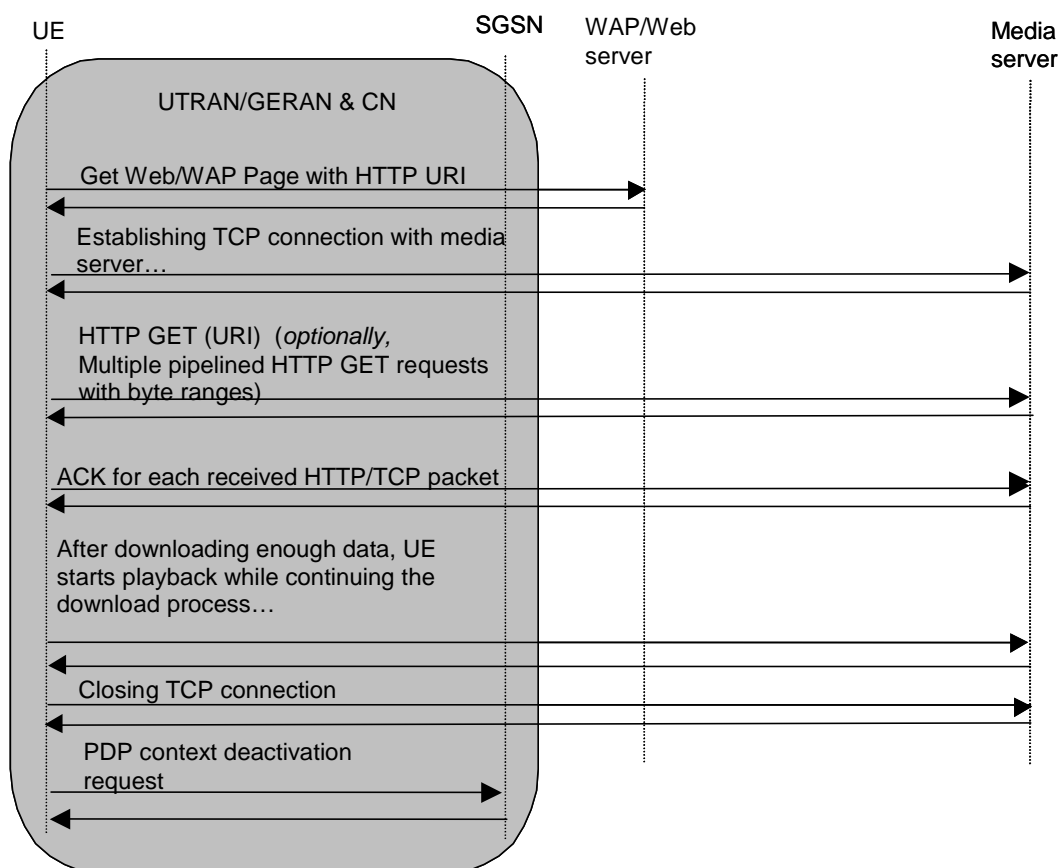 UE
SGSN
WAP/Web
server
Media
server
UTRAN/GERAN & CN
Get Web/WAP Page with HTTP URI
Establishing TCP connection with media
server…
HTTP GET (URI)  (optionally,
Multiple pipelined HTTP GET requests
with byte ranges)
ACK for each received HTTP/TCP packet
After downloading enough data, UE
starts playback while continuing the
download process…
Closing TCP connection
PDP context deactivation
request